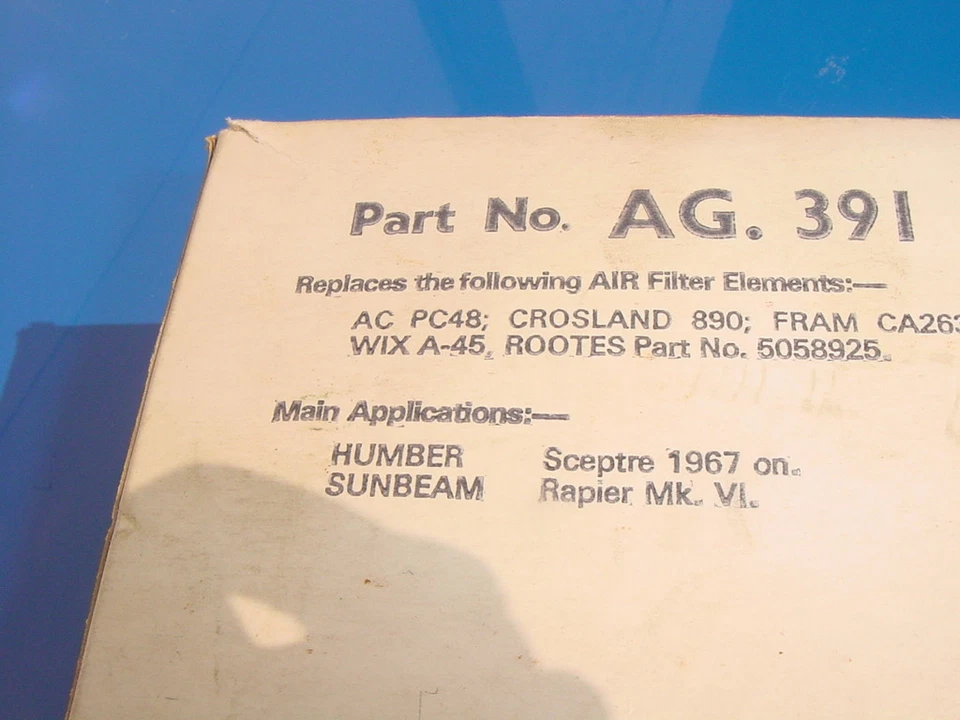 Part No. AG. 391
Replaces the following AIR Filter Elements:—
AC PC48; CROSLAND 890; FRAM CA263
WIX A-45, ROOTES Part No. 5058925.
Main Applications:—
HUMBER Sceptre 1967 on.
SUNBEAM Rapier Mk. VI.